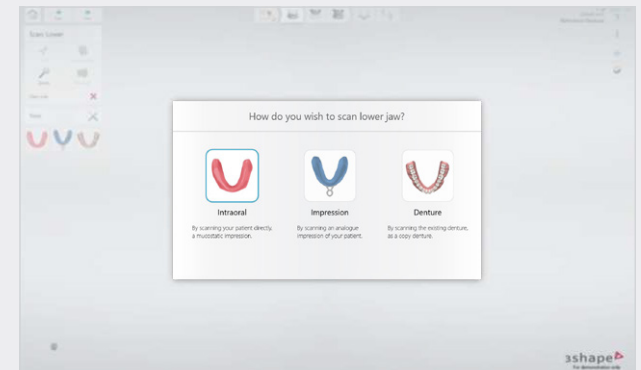 Scan Lower
How do you wish to scan lower jaw?
Intraoral
By scanning your patient directly,
a mucostatic impression.
Impression
By scanning an analogue
impression of your patient.
Denture
By scanning the existing denture,
as a copy denture.
3shape
For demonstration only